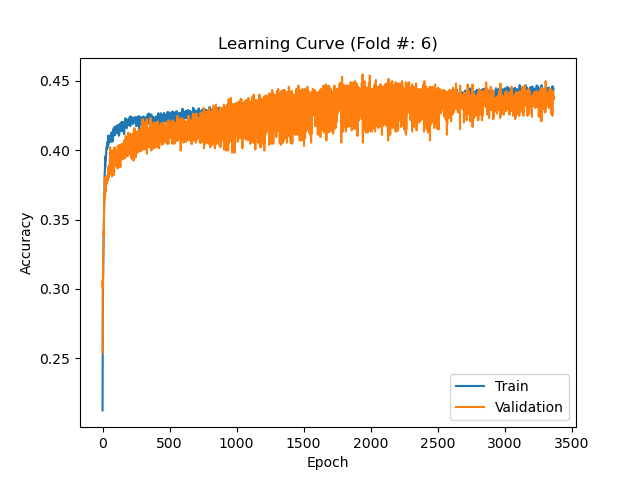 Learning Curve (Fold #: 6)
0.45
0.40
0.35
0.30
0.25
Accuracy
0 500 1000 1500 2000 2500 3000 3500
Epoch
Train
Validation